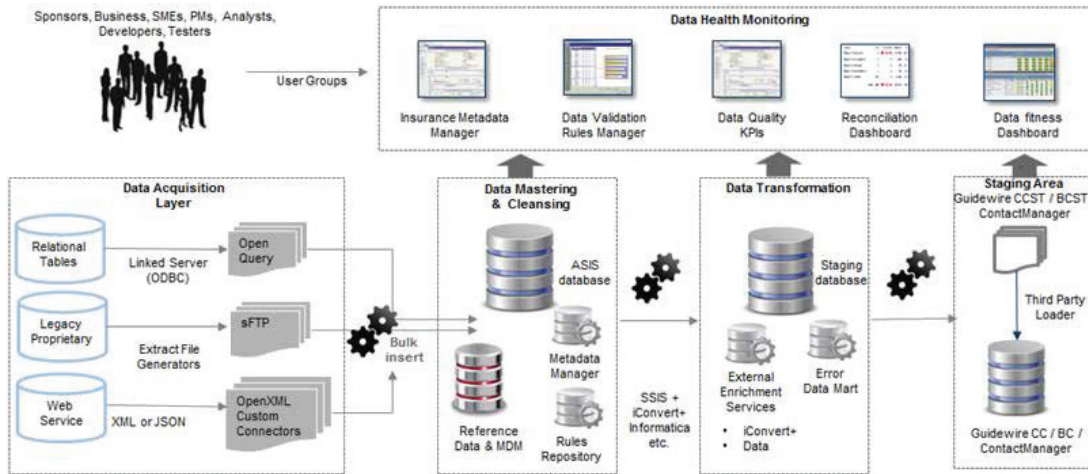 Sponsors, Business, SMEs, PMs, Analysts,
Developers, Testers
User Groups
Data Health Monitoring
Insurance Metadata
Manager
Data Validation
Rules Manager
Data Quality
KPIs
Reconciliation
Dashboard
Data fitness
Dashboard
Data Acquisition
Layer
Relational
Tables
Linked Server
(ODBC)
Open
Query
Legacy
Proprietary
Extract File
Generators
sFTP
Web
Service
XML or JSON
OpenXML
Custom
Connectors
Bulk
insert
Data Mastering
& Cleansing
ASIS
database
Metadata
Manager
Reference
Data & MDM
Rules
Repository
SSIS +
iConvert+
Informatica
etc.
Data Transformation
Staging
database
External
Enrichment
Services
• iConvert+
• Data
Error
Data Mart
Staging Area
Guidewire CCST / BCST
ContactManager
Third Party
Loader
Guidewire CC / BC /
ContactManager